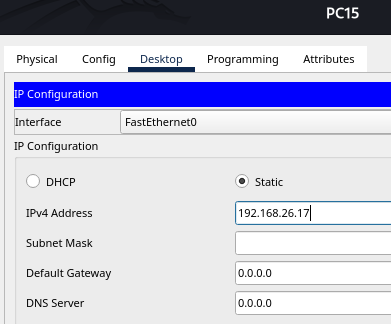 PC15
Physical Config Desktop Programming Attributes
IP Configuration
Interface FastEthernet0
IP Configuration
DHCP Static
IPv4 Address 192.168.26.17
Subnet Mask
Default Gateway 0.0.0.0
DNS Server 0.0.0.0